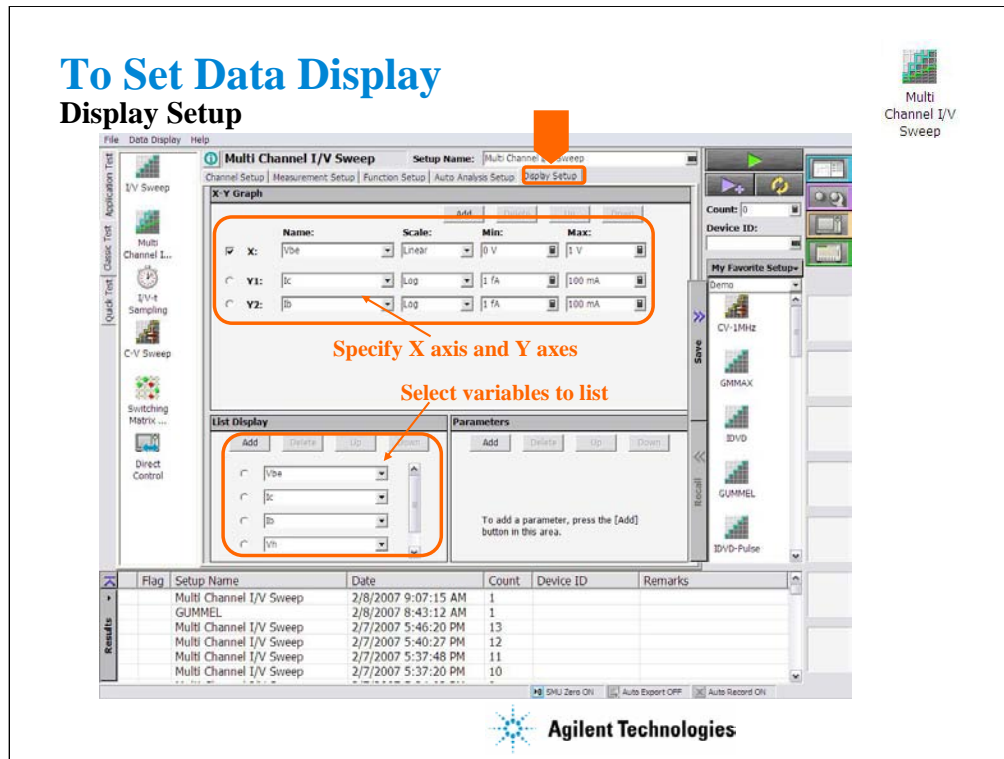 To Set Data Display
Display Setup
Multi
Channel I/V
Sweep
File Data Display Help
Quick Test Classic Test Application Test
I/V Sweep
Multi
Channel I...
I/V-t
Sampling
C-V Sweep
Switching
Matrix ...
Direct
Control
Multi Channel I/V Sweep Setup Name: Multi Channel I/V Sweep
Channel Setup Measurement Setup Function Setup Auto Analysis Setup Display Setup
X-Y Graph
Add Delete Up Down
Name: Scale: Min: Max:
X: Vbe Linear 0 V 1 V
Y1: Ic Log 1 fA 100 mA
Y2: Ib Log 1 fA 100 mA
Specify X axis and Y axes
Select variables to list
List Display
Add Delete Up Down
Vbe
Ic
Ib
Parameters
Add Delete Up Down
To add a parameter, press the [Add]
button in this area.
Save
Recall
Count: 0
Device ID:
My Favorite Setup
Demo
CV-1MHz
GMMAX
IDVD
GUMMEL
IDVD-Pulse
Results
Flag Setup Name Date Count Device ID Remarks
Multi Channel I/V Sweep 2/8/2007 9:07:15 AM 1
GUMMEL 2/8/2007 8:43:12 AM 1
Multi Channel I/V Sweep 2/7/2007 5:46:20 PM 13
Multi Channel I/V Sweep 2/7/2007 5:40:27 PM 12
Multi Channel I/V Sweep 2/7/2007 5:37:48 PM 11
Multi Channel I/V Sweep 2/7/2007 5:37:20 PM 10
SMU Zero ON Auto Export OFF Auto Record ON
Agilent Technologies